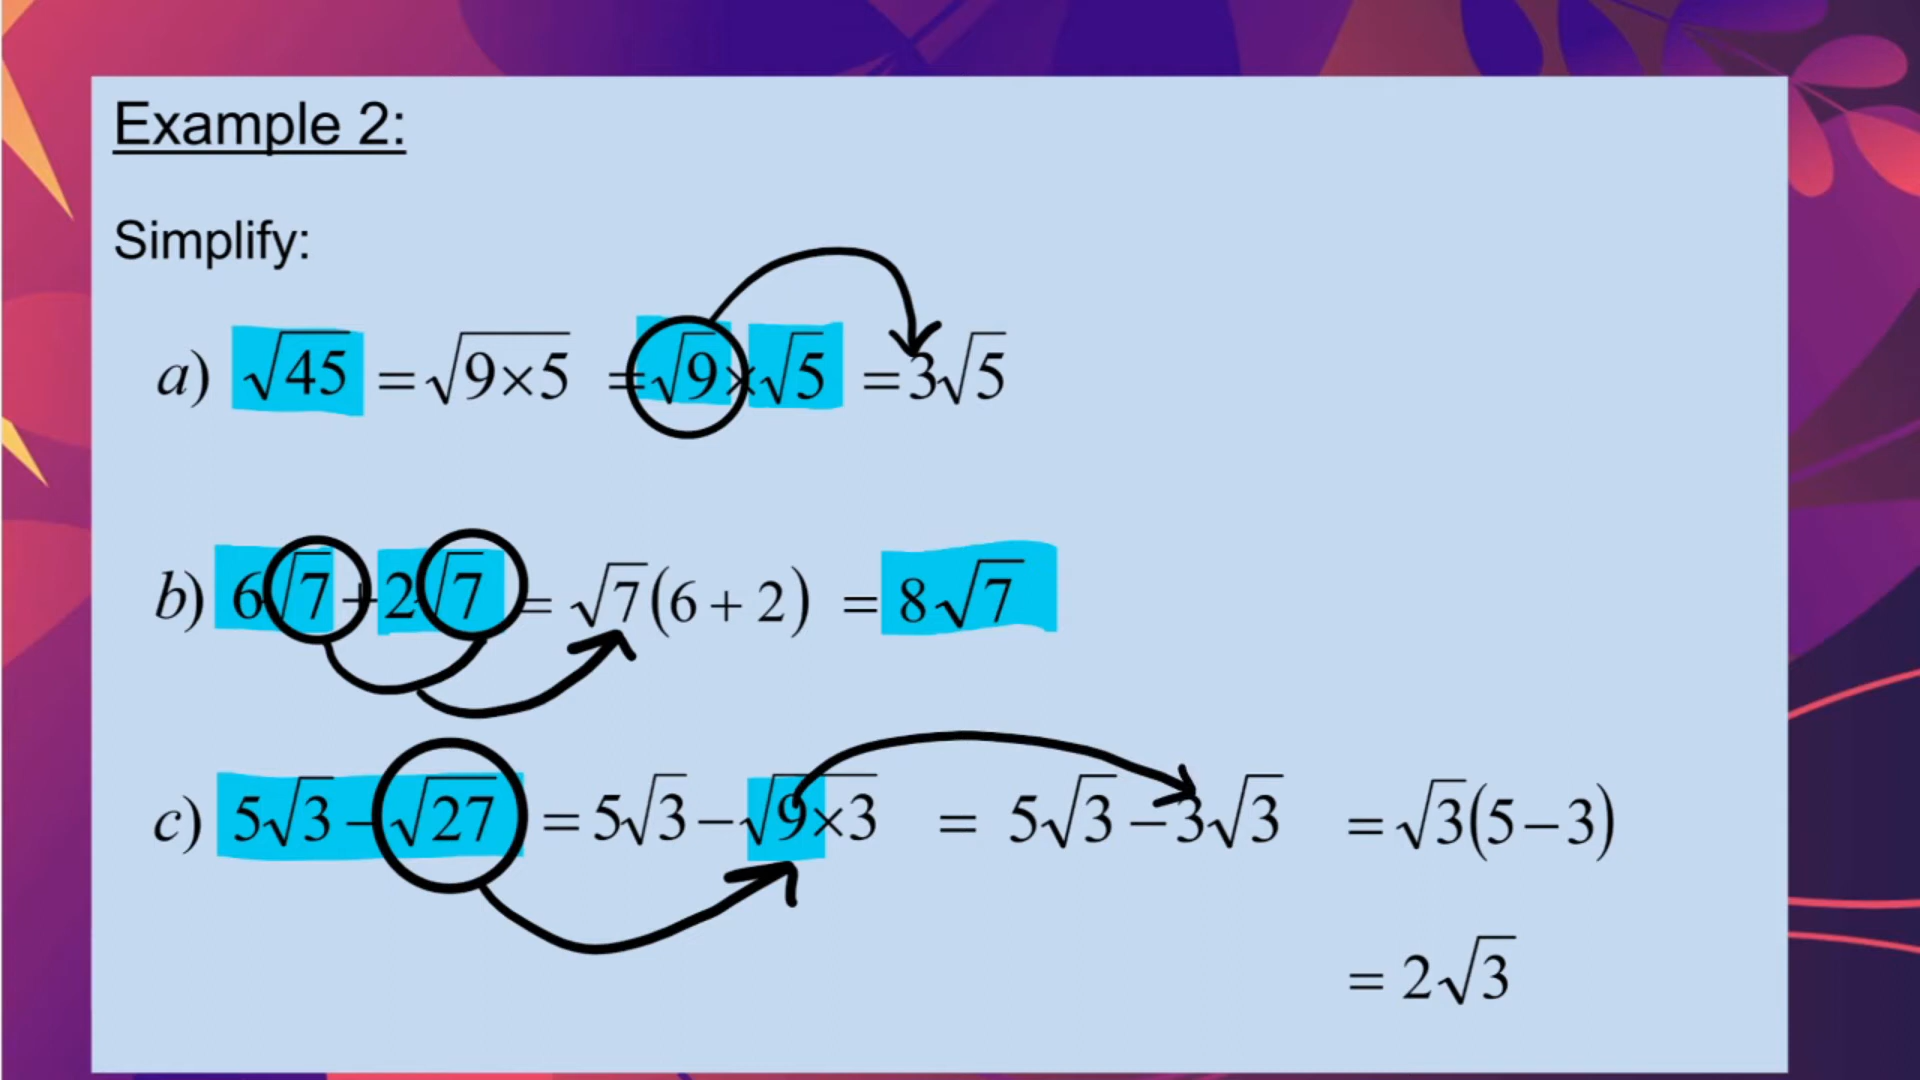 Example 2:
Simplify:
a) √45 = √9×5 = √9×√5 = 3√5
b) 6√7 + 2√7 = √7(6 + 2) = 8√7
c) 5√3 − √27 = 5√3 − √9×3 = 5√3 − 3√3 = √3(5−3)
= 2√3